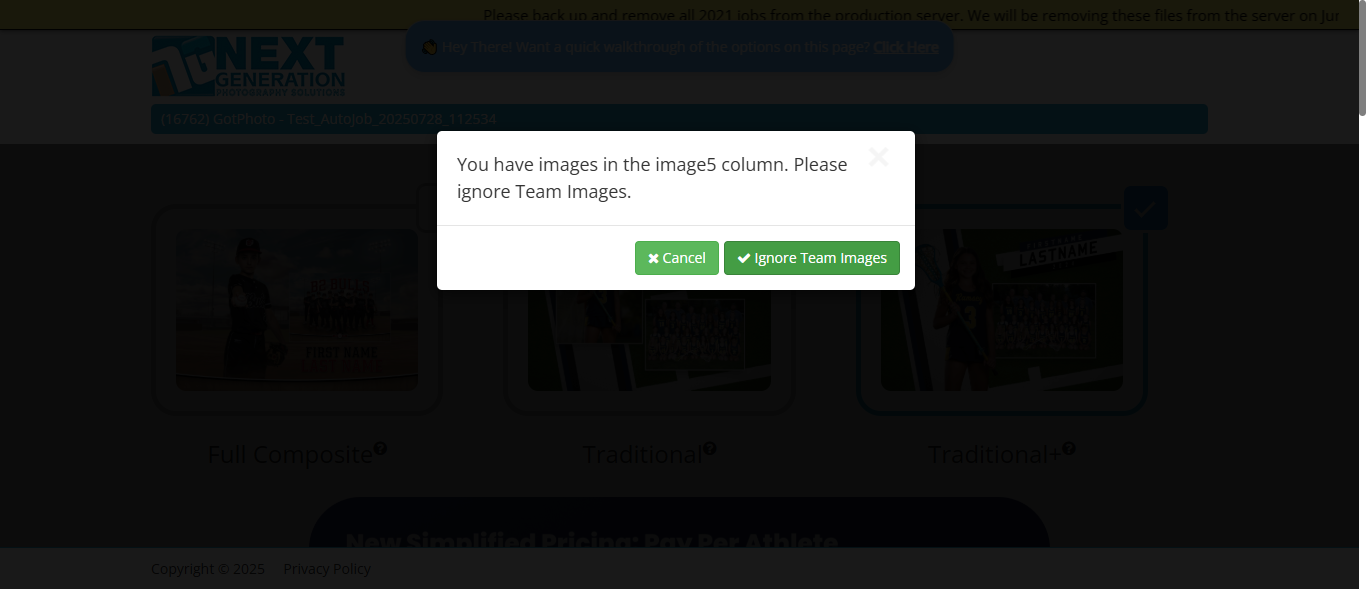 Please back up and remove all 2021 jobs from the production server. We will be removing these files from the server on Jur
NEXT
GENERATION
PHOTOGRAPHY SOLUTIONS
Hey There! Want a quick walkthrough of the options on this page? Click Here
(16762) GotPhoto - Test_AutoJob_20250728_112534
You have images in the image5 column. Please
ignore Team Images.
Cancel
Ignore Team Images
FIRST NAME
LAST NAME
LASTNAME
Full Composite
Traditional
Traditional+
New Simplified Pricing: Pay Per Athlete
Copyright © 2025 Privacy Policy